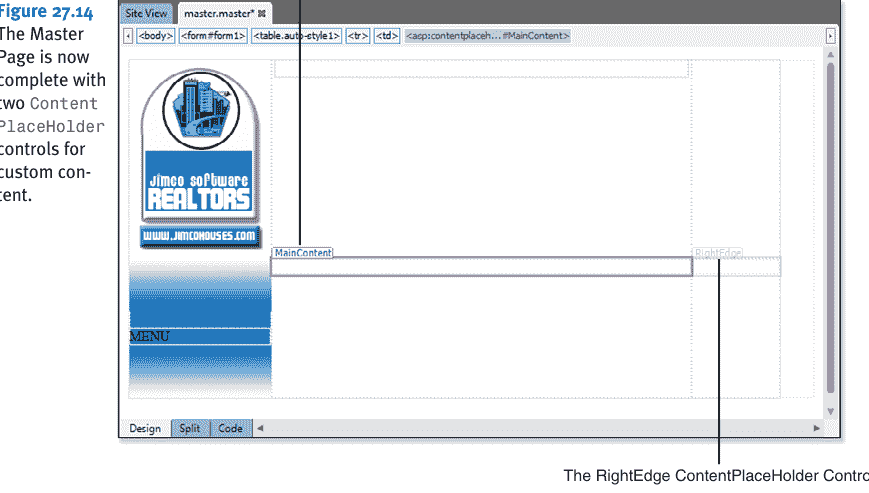 Figure 27.14
The Master
Page is now
complete with
two Content
PlaceHolder
controls for
custom con-
tent.
Site View master.master*
<body> <form#form1> <table.auto-style1> <tr> <td> <asp:contentplaceh...#MainContent>
Jimco software
REALTORS
WWW.JIMCOHOUSES.COM
MainContent RightEdge
MENU
Design Split Code
The RightEdge ContentPlaceHolder Contro